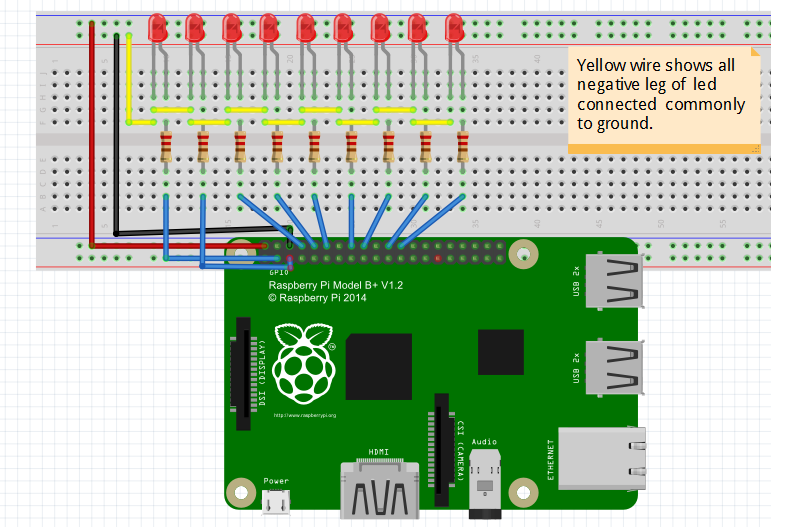 Yellow wire shows all
negative leg of led
connected commonly
to ground.
GPIO
Raspberry Pi Model B+ V1.2
© Raspberry Pi 2014
USB 2x
USB 2x
DSI (DISPLAY)
TM
http://www.raspberrypi.org
CSI (CAMERA)
Audio
ETHERNET
HDMI
Power